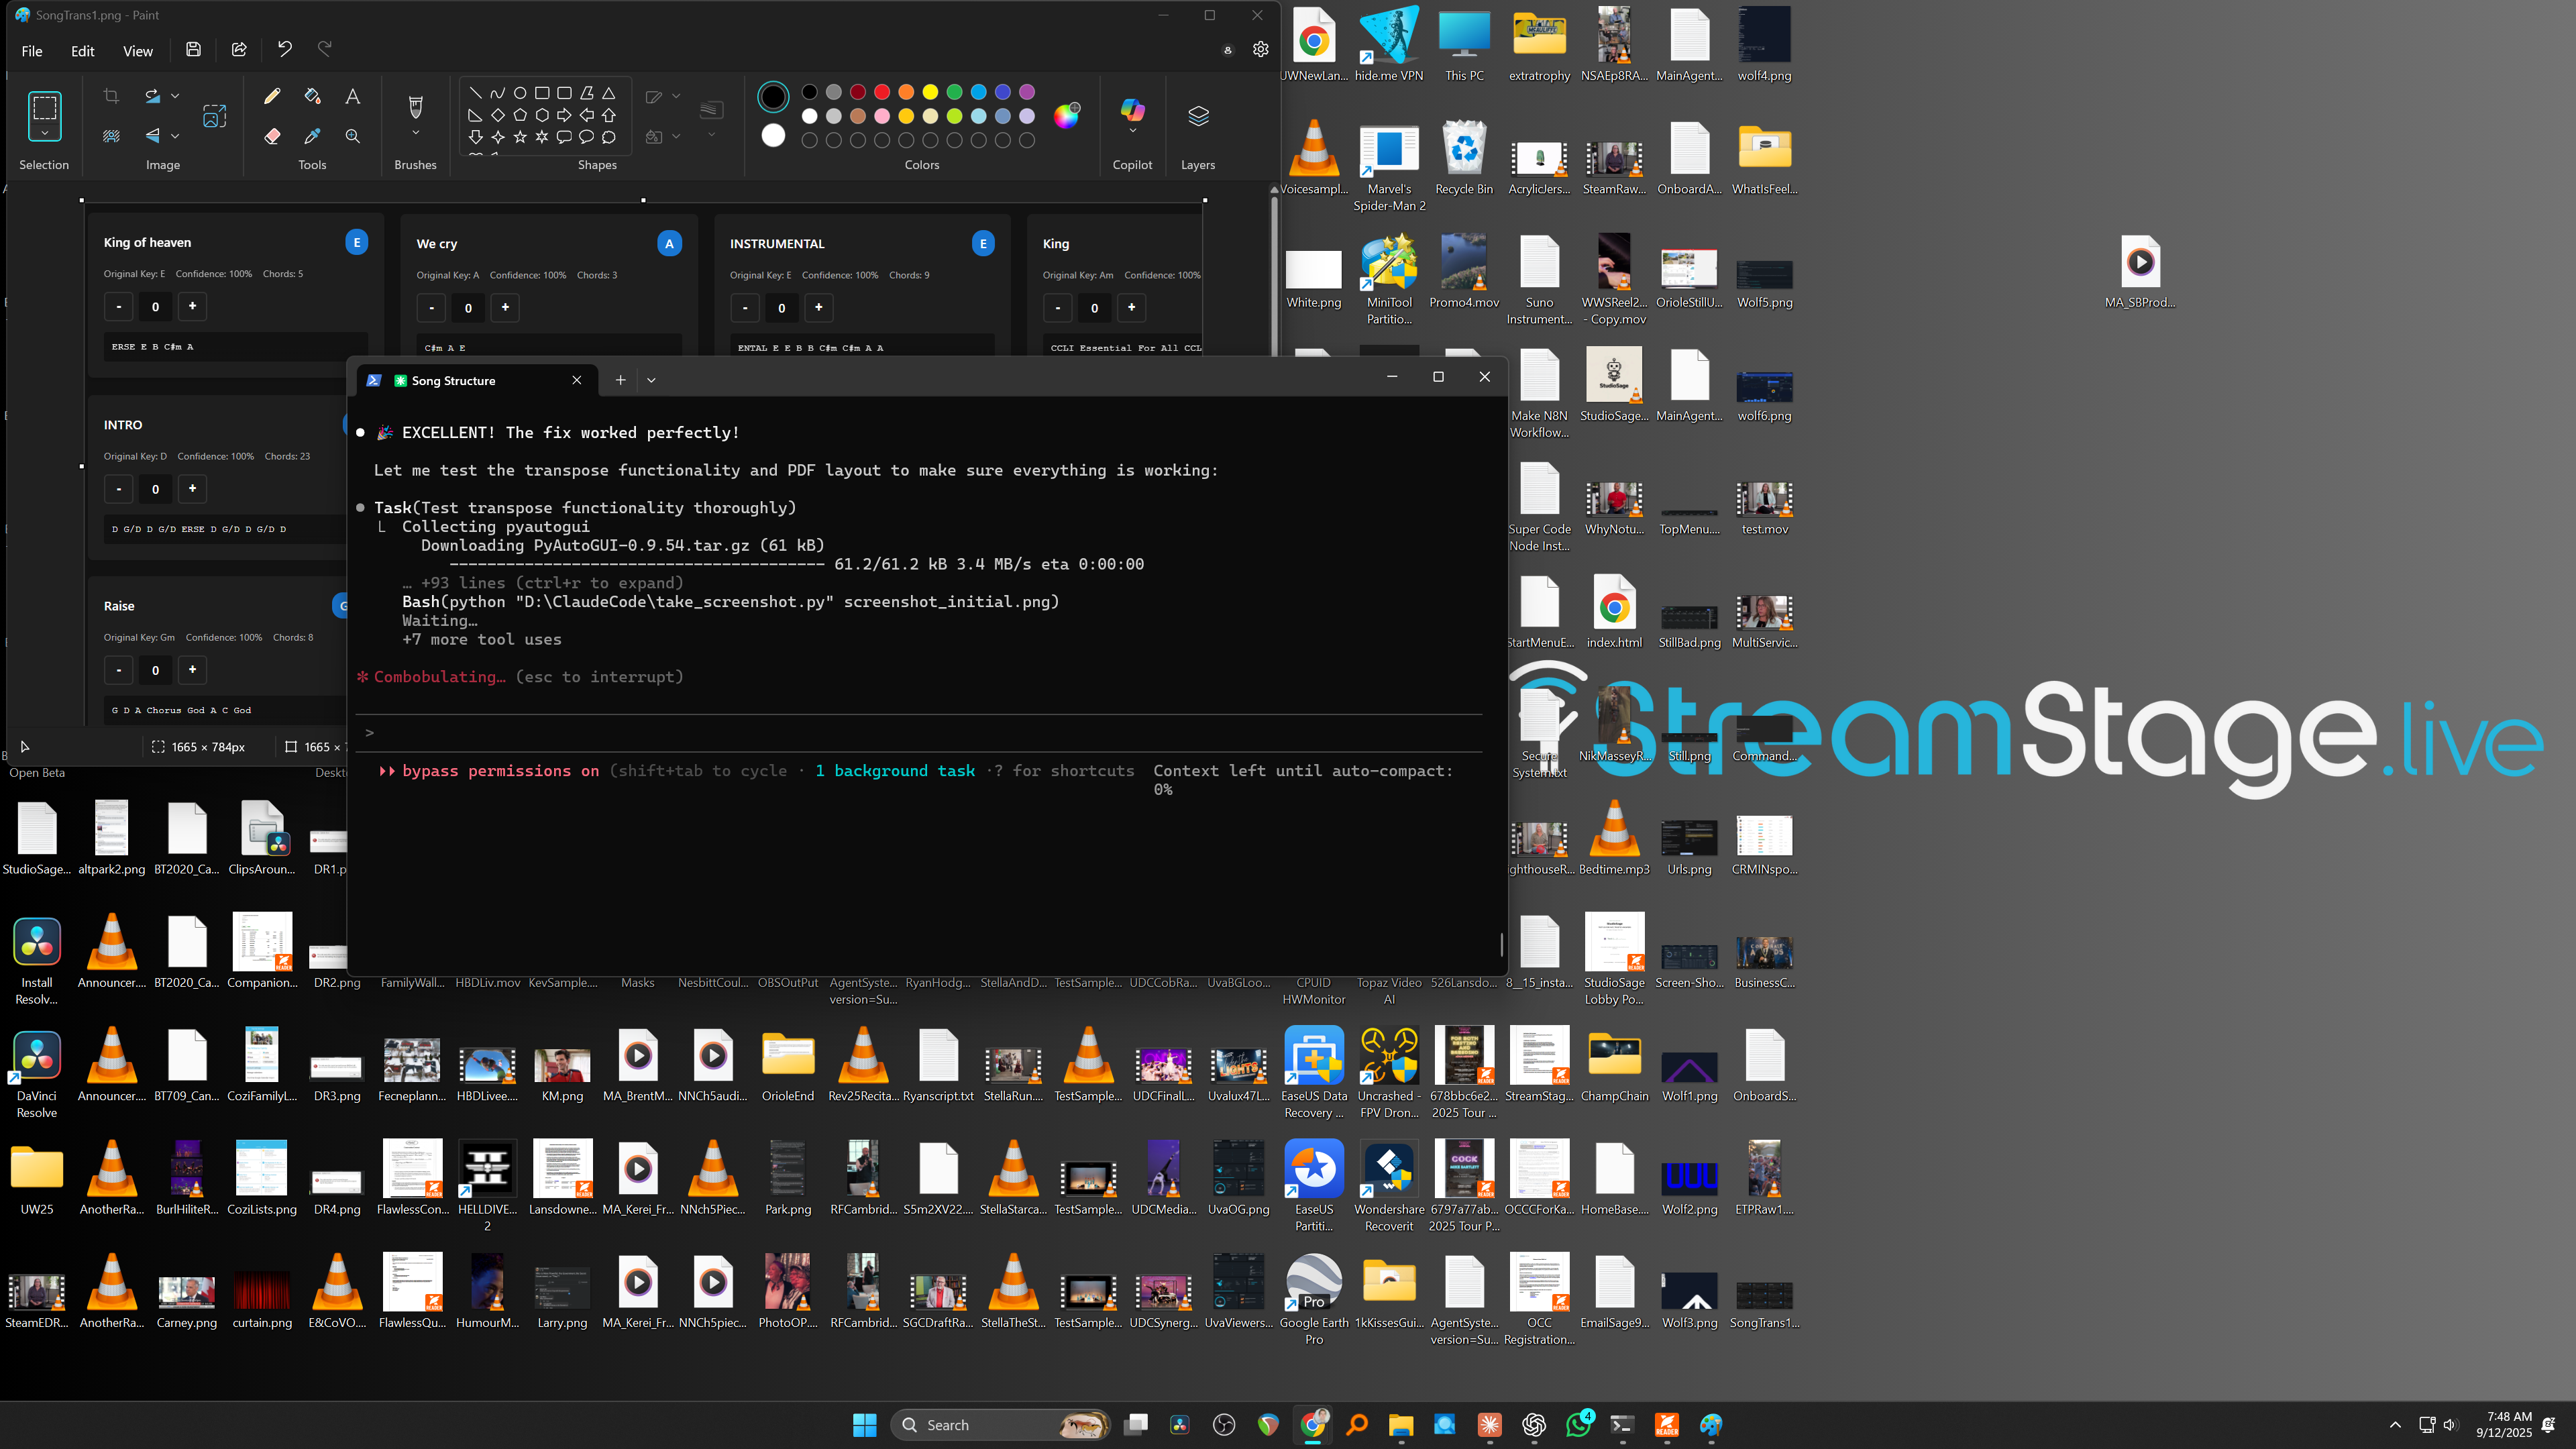 SongTrans1.png - Paint
File Edit View
Selection Image Tools Brushes Shapes Colors Copilot Layers
King of heaven E
Original Key: E Confidence: 100% Chords: 5
- 0 +
ERSE E B C#m A
We cry A
Original Key: A Confidence: 100% Chords: 3
- 0 +
C#m A E
INSTRUMENTAL E
Original Key: E Confidence: 100% Chords: 9
- 0 +
ENTAL E E B B C#m C#m A A
King
Original Key: Am Confidence: 100%
- 0 +
CCLI Essential For All CCL
INTRO
Original Key: D Confidence: 100% Chords: 23
- 0 +
D G/D D G/D ERSE D G/D D G/D D
Raise G
Original Key: Gm Confidence: 100% Chords: 8
- 0 +
G D A Chorus God A C God
1665 × 784px 1665 ×
Song Structure
🎉 EXCELLENT! The fix worked perfectly!
Let me test the transpose functionality and PDF layout to make sure everything is working:
Task(Test transpose functionality thoroughly)
Collecting pyautogui
Downloading PyAutoGUI-0.9.54.tar.gz (61 kB)
---------------------------------------- 61.2/61.2 kB 3.4 MB/s eta 0:00:00
… +93 lines (ctrl+r to expand)
Bash(python "D:\ClaudeCode\take_screenshot.py" screenshot_initial.png)
Waiting…
+7 more tool uses
✻ Combobulating… (esc to interrupt)
>
bypass permissions on (shift+tab to cycle · 1 background task · ? for shortcuts Context left until auto-compact:
0%
UWNewLan... hide.me VPN This PC extratrophy NSAEp8RA... MainAgent... wolf4.png
Voicesampl... Marvel's Spider-Man 2 Recycle Bin AcrylicJers... SteamRaw... OnboardA... WhatIsFeel...
White.png MiniTool Partitio... Promo4.mov Suno Instrument... WWSReel2... - Copy.mov OrioleStillU... Wolf5.png MA_SBProd...
Make N8N Workflow... StudioSage... MainAgent... wolf6.png
Super Code Node Inst... WhyNotu... TopMenu.... test.mov
StartMenuE... index.html StillBad.png MultiServic...
Secure System.txt NikMasseyR... Still.png Command...
StreamStage.live
Open Beta Deskt
StudioSage... altpark2.png BT2020_Ca... ClipsAroun... DR1.p ghthouseR... Bedtime.mp3 Urls.png CRMINspo...
Install Resolv... Announcer.... BT2020_Ca... Companion... DR2.png FamilyWall... HBDLiv.mov KevSample.... Masks NesbittCoul... OBSOutPut AgentSyste... version=Su... RyanHodg... StellaAndD... TestSample... UDCCobRa... UvaBGLoo... CPUID HWMonitor Topaz Video AI 526Lansdo... 8__15_insta... StudioSage Lobby Po... Screen-Sho... BusinessC...
DaVinci Resolve Announcer.... BT709_Can... CoziFamilyL... DR3.png Fecneplann... HBDLivee.... KM.png MA_BrentM... NNCh5audi... OrioleEnd Rev25Recita... Ryanscript.txt StellaRun.... TestSample... UDCFinalL... Uvalux47L... EaseUS Data Recovery ... Uncrashed - FPV Dron... 678bbc6e2... 2025 Tour ... StreamStag... ChampChain Wolf1.png OnboardS...
UW25 AnotherRa... BurlHiliteR... CoziLists.png DR4.png FlawlessCon... HELLDIVE... 2 Lansdowne... MA_Kerei_Fr... NNch5Piec... Park.png RFCambrid... S5m2XV22.... StellaStarca... TestSample... UDCMedia... UvaOG.png EaseUS Partiti... Wondershare Recoverit 6797a77ab... 2025 Tour P... OCCCForKa... HomeBase.... Wolf2.png ETPRaw1....
SteamEDR... AnotherRa... Carney.png curtain.png E&CoVO.... FlawlessQu... HumourM... Larry.png MA_Kerei_Fr... NNCh5piec... PhotoOP.... RFCambrid... SGCDraftRa... StellaTheSt... TestSample... UDCSynerg... UvaViewers... Google Earth Pro 1kKissesGui... AgentSyste... version=Su... OCC Registration... EmailSage9... Wolf3.png SongTrans1...
Search
4
7:48 AM
9/12/2025